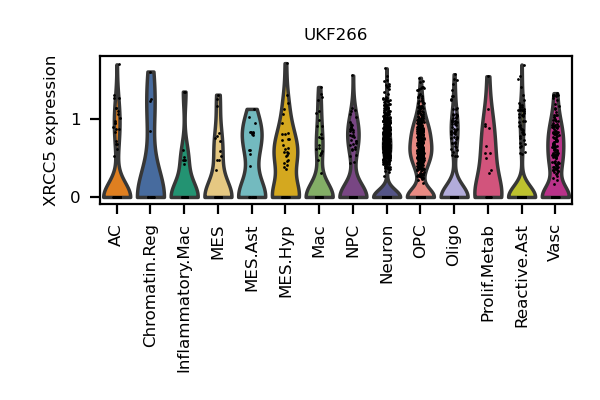 UKF266
XRCC5 expression
1
0
AC
Chromatin.Reg
Inflammatory.Mac
MES
MES.Ast
MES.Hyp
Mac
NPC
Neuron
OPC
Oligo
Prolif.Metab
Reactive.Ast
Vasc